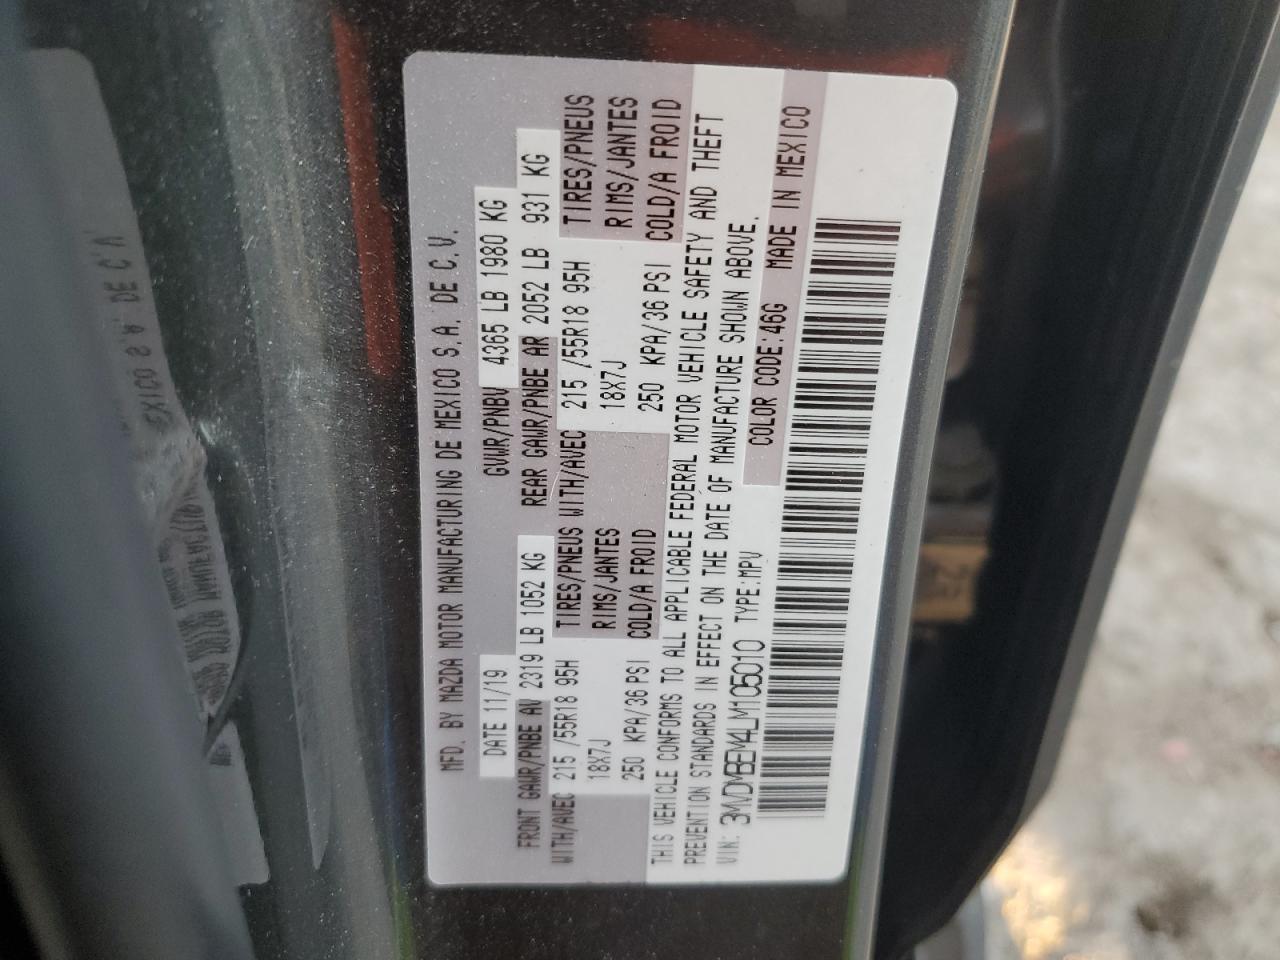 MFD. BY MAZDA MOTOR MANUFACTURING DE MEXICO S.A. DE C.V.
DATE 11/19 GVWR/PNBV 4365 LB 1980 KG
FRONT GAWR/PNBE AV 2319 LB 1052 KG REAR GAWR/PNBE AR 2052 LB 931 KG
WITH/AVEC 215 /55R18 95H TIRES/PNEUS WITH/AVEC 215 /55R18 95H TIRES/PNEUS
18X7J RIMS/JANTES 18X7J RIMS/JANTES
250 KPA/36 PSI COLD/A FROID 250 KPA/36 PSI COLD/A FROID
THIS VEHICLE CONFORMS TO ALL APPLICABLE FEDERAL MOTOR VEHICLE SAFETY AND THEFT
PREVENTION STANDARDS IN EFFECT ON THE DATE OF MANUFACTURE SHOWN ABOVE.
VIN: 3MVDMBEM4LM105010 TYPE:MPV COLOR CODE:46G MADE IN MEXICO